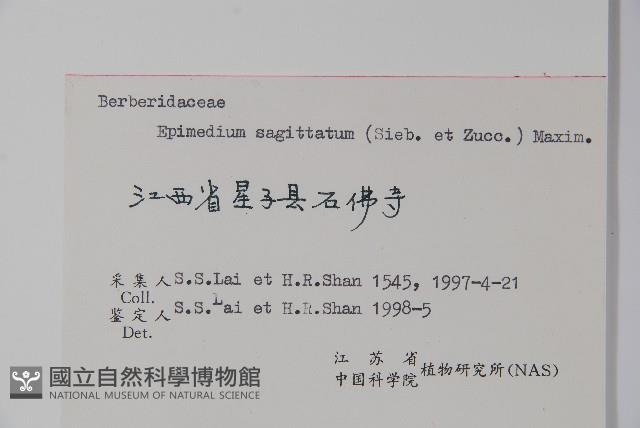 Berberidaceae
Epimedium sagittatum (Sieb. et Zucc.) Maxim.
江西省星子县石佛寺
采集人 S.S.Lai et H.R.Shan 1545, 1997-4-21
Coll.
鉴定人 S.S.Lai et H.R.Shan 1998-5
Det.
江苏省
中国科学院 植物研究所(NAS)
國立自然科學博物館
NATIONAL MUSEUM OF NATURAL SCIENCE